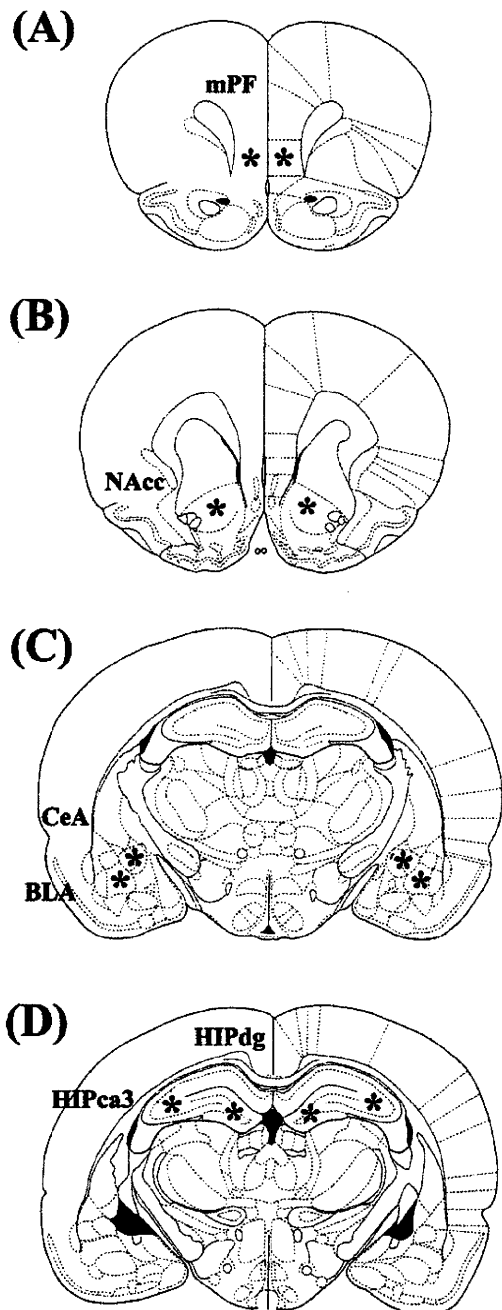 (A)
mPF
* *
(B)
NAcc
* *
∞
(C)
CeA
* *
BLA
* *
(D)
HIPdg
HIPca3
* * * *